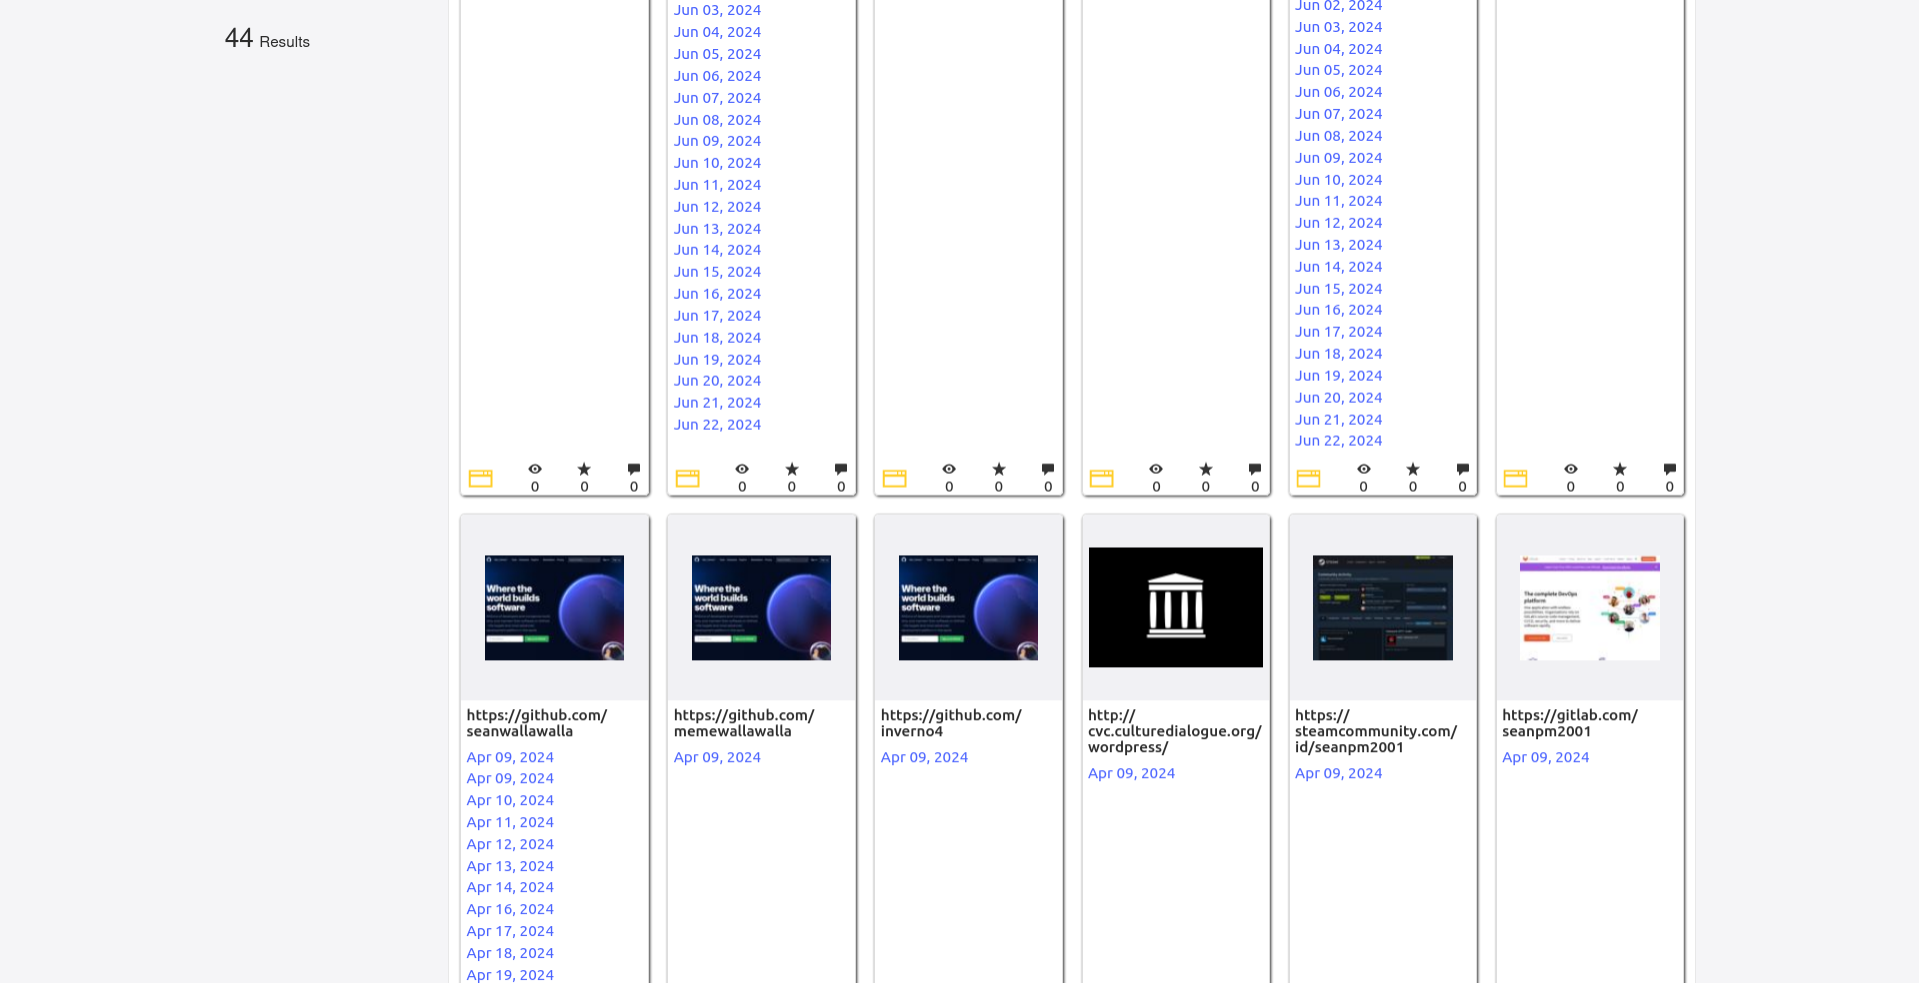 44 Results
Jun 03, 2024
Jun 04, 2024
Jun 05, 2024
Jun 06, 2024
Jun 07, 2024
Jun 08, 2024
Jun 09, 2024
Jun 10, 2024
Jun 11, 2024
Jun 12, 2024
Jun 13, 2024
Jun 14, 2024
Jun 15, 2024
Jun 16, 2024
Jun 17, 2024
Jun 18, 2024
Jun 19, 2024
Jun 20, 2024
Jun 21, 2024
Jun 22, 2024
Jun 02, 2024
Jun 03, 2024
Jun 04, 2024
Jun 05, 2024
Jun 06, 2024
Jun 07, 2024
Jun 08, 2024
Jun 09, 2024
Jun 10, 2024
Jun 11, 2024
Jun 12, 2024
Jun 13, 2024
Jun 14, 2024
Jun 15, 2024
Jun 16, 2024
Jun 17, 2024
Jun 18, 2024
Jun 19, 2024
Jun 20, 2024
Jun 21, 2024
Jun 22, 2024
0 0 0
0 0 0
0 0 0
0 0 0
0 0 0
0 0 0
Where the
world builds
software
https://github.com/
seanwallawalla
Apr 09, 2024
Apr 09, 2024
Apr 10, 2024
Apr 11, 2024
Apr 12, 2024
Apr 13, 2024
Apr 14, 2024
Apr 16, 2024
Apr 17, 2024
Apr 18, 2024
Apr 19, 2024
Where the
world builds
software
https://github.com/
memewallawalla
Apr 09, 2024
Where the
world builds
software
https://github.com/
inverno4
Apr 09, 2024
http://
cvc.culturedialogue.org/
wordpress/
Apr 09, 2024
https://
steamcommunity.com/
id/seanpm2001
Apr 09, 2024
The complete DevOps
platform
https://gitlab.com/
seanpm2001
Apr 09, 2024